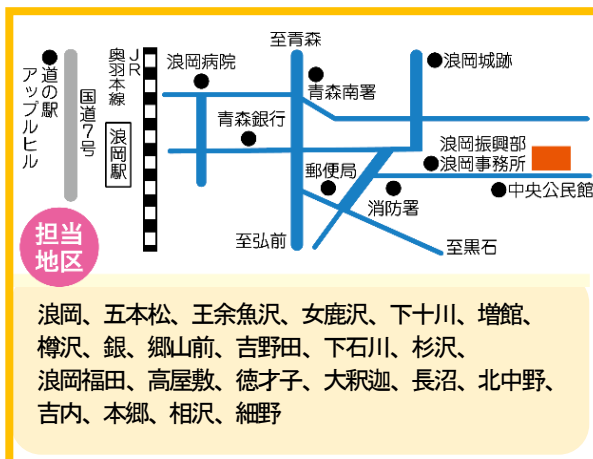 至青森
JR
奥羽本線
浪岡病院
浪岡城跡
道の駅
アップルヒル
国道7号
青森南署
浪岡駅
青森銀行
浪岡振興部
浪岡事務所
郵便局
消防署
中央公民館
至弘前
至黒石
担当
地区
浪岡、五本松、王余魚沢、女鹿沢、下十川、増館、
樽沢、銀、郷山前、吉野田、下石川、杉沢、
浪岡福田、高屋敷、徳才子、大釈迦、長沼、北中野、
吉内、本郷、相沢、細野